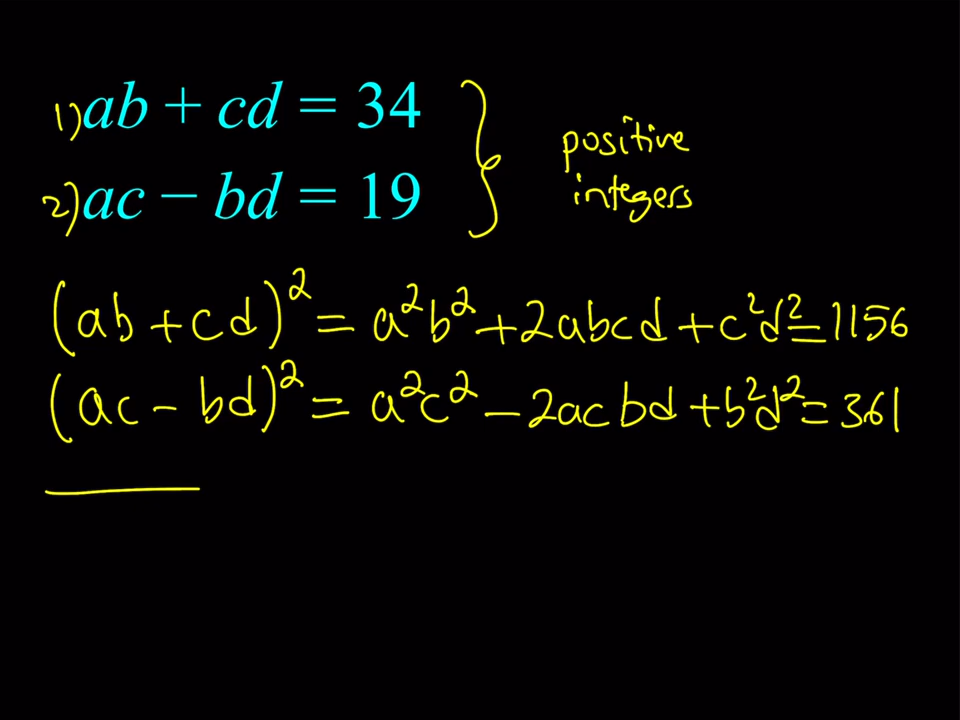 1) ab + cd = 34
2) ac − bd = 19
positive
integers
(ab + cd)² = a²b² + 2abcd + c²d² = 1156
(ac − bd)² = a²c² − 2acbd + b²d² = 361